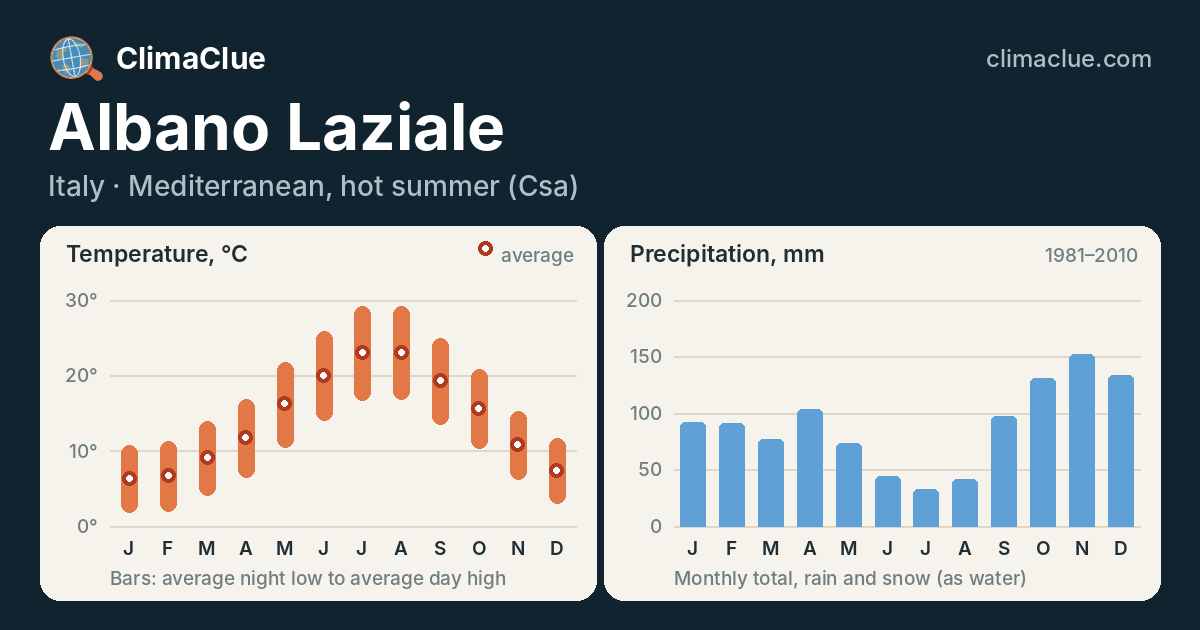 ClimaClue
climaclue.com
Albano Laziale
Italy · Mediterranean, hot summer (Csa)
Temperature, °C
average
30°
20°
10°
0°
J F M A M J J A S O N D
Bars: average night low to average day high
Precipitation, mm
1981–2010
200
150
100
50
0
J F M A M J J A S O N D
Monthly total, rain and snow (as water)